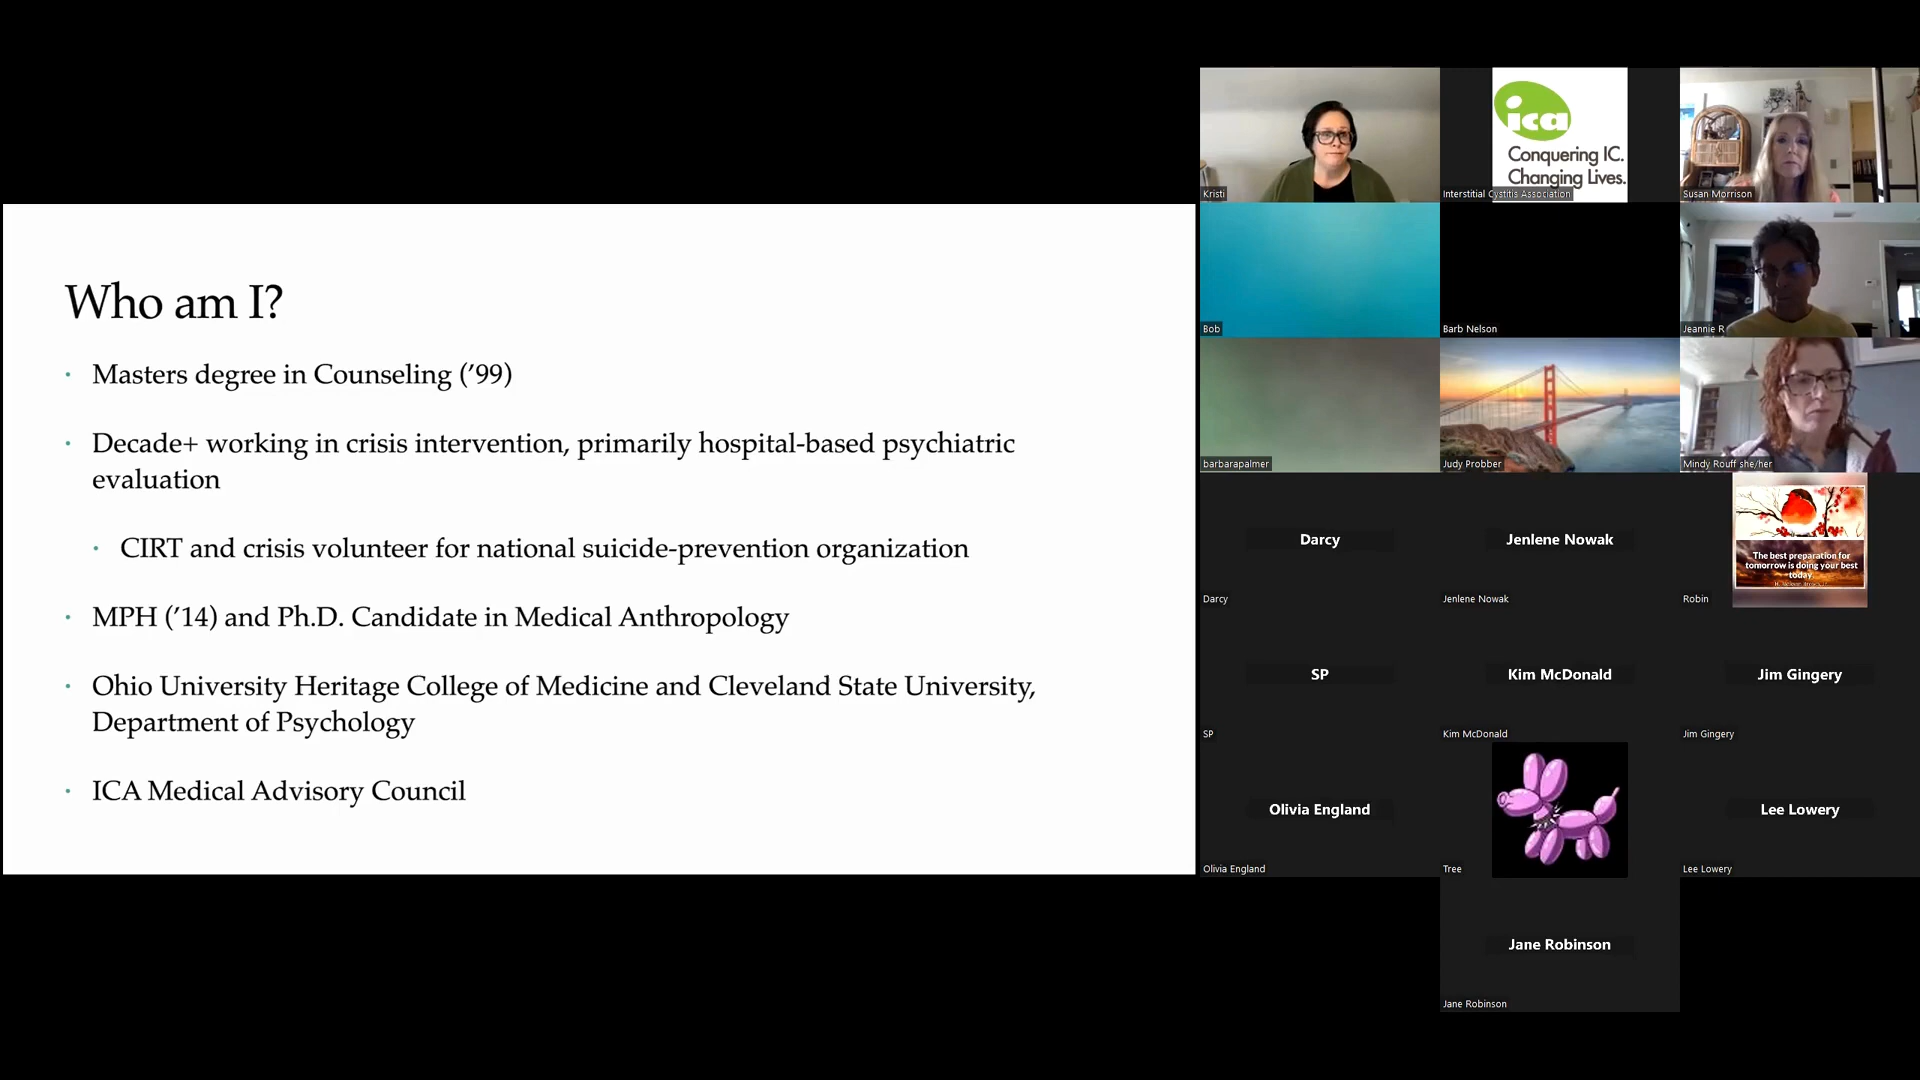 Who am I?
• Masters degree in Counseling (’99)
• Decade+ working in crisis intervention, primarily hospital-based psychiatric
evaluation
• CIRT and crisis volunteer for national suicide-prevention organization
• MPH (’14) and Ph.D. Candidate in Medical Anthropology
• Ohio University Heritage College of Medicine and Cleveland State University,
Department of Psychology
• ICA Medical Advisory Council
Kristi
ica
Conquering IC.
Changing Lives.
Interstitial Cystitis Association
Susan Morrison
Bob
Barb Nelson
Jeannie R
barbarapalmer
Judy Probber
Mindy Rouff she/her
Darcy
Darcy
Jenlene Nowak
Jenlene Nowak
The best preparation for
tomorrow is doing your best
today.
Robin
SP
SP
Kim McDonald
Kim McDonald
Jim Gingery
Jim Gingery
Olivia England
Olivia England
Tree
Lee Lowery
Lee Lowery
Jane Robinson
Jane Robinson